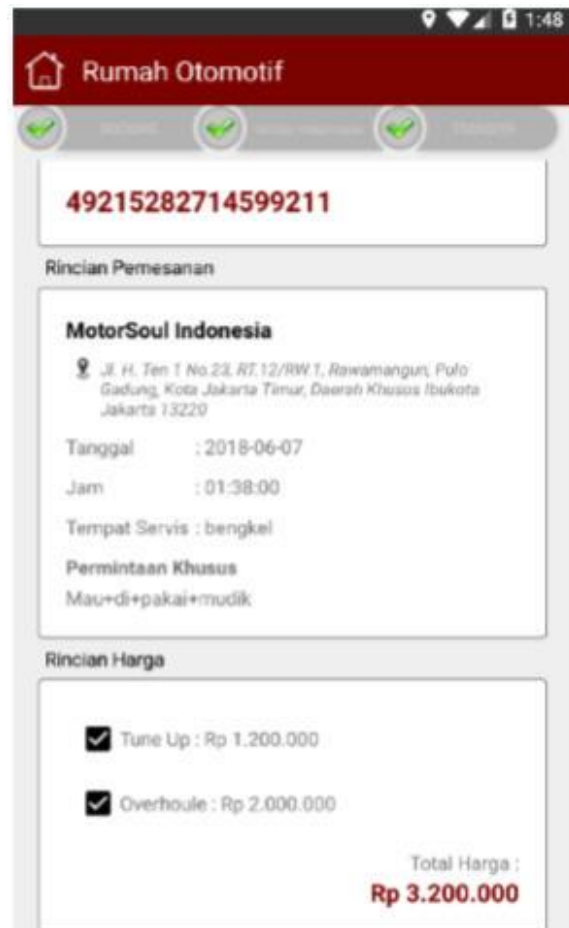 1:48
Rumah Otomotif
49215282714599211
Rincian Pemesanan
MotorSoul Indonesia
Jl. H. Ten 1 No.23, RT.12/RW.1, Rawamangun, Pulo
Gadung, Kota Jakarta Timur, Daerah Khusus Ibukota
Jakarta 13220
Tanggal : 2018-06-07
Jam : 01:38:00
Tempat Servis : bengkel
Permintaan Khusus
Mau+di+pakai+mudik
Rincian Harga
Tune Up : Rp 1.200.000
Overhoule : Rp 2.000.000
Total Harga :
Rp 3.200.000